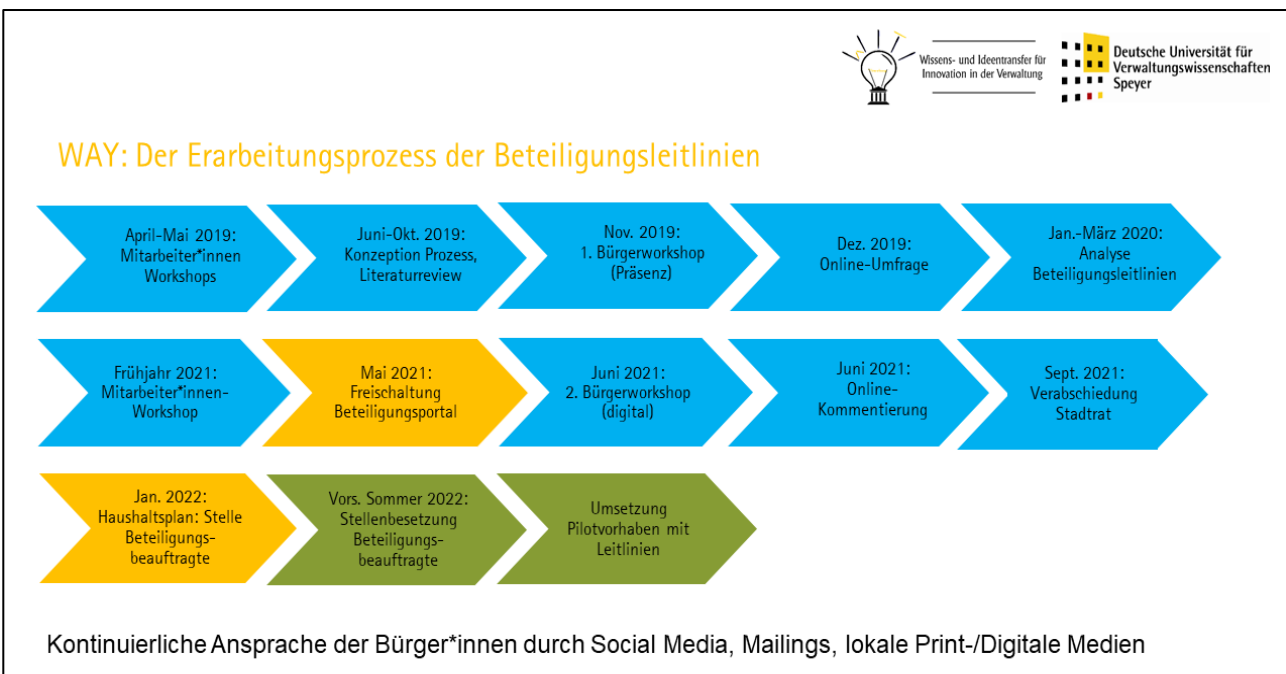 Wissens- und Ideentransfer für
Innovation in der Verwaltung
Deutsche Universität für
Verwaltungswissenschaften
Speyer
WAY: Der Erarbeitungsprozess der Beteiligungsleitlinien
April-Mai 2019:
Mitarbeiter*innen
Workshops
Juni-Okt. 2019:
Konzeption Prozess,
Literaturreview
Nov. 2019:
1. Bürgerworkshop
(Präsenz)
Dez. 2019:
Online-Umfrage
Jan.-März 2020:
Analyse
Beteiligungsleitlinien
Frühjahr 2021:
Mitarbeiter*innen-
Workshop
Mai 2021:
Freischaltung
Beteiligungsportal
Juni 2021:
2. Bürgerworkshop
(digital)
Juni 2021:
Online-
Kommentierung
Sept. 2021:
Verabschiedung
Stadtrat
Jan. 2022:
Haushaltsplan: Stelle
Beteiligungs-
beauftragte
Vors. Sommer 2022:
Stellenbesetzung
Beteiligungs-
beauftragte
Umsetzung
Pilotvorhaben mit
Leitlinien
Kontinuierliche Ansprache der Bürger*innen durch Social Media, Mailings, lokale Print-/Digitale Medien